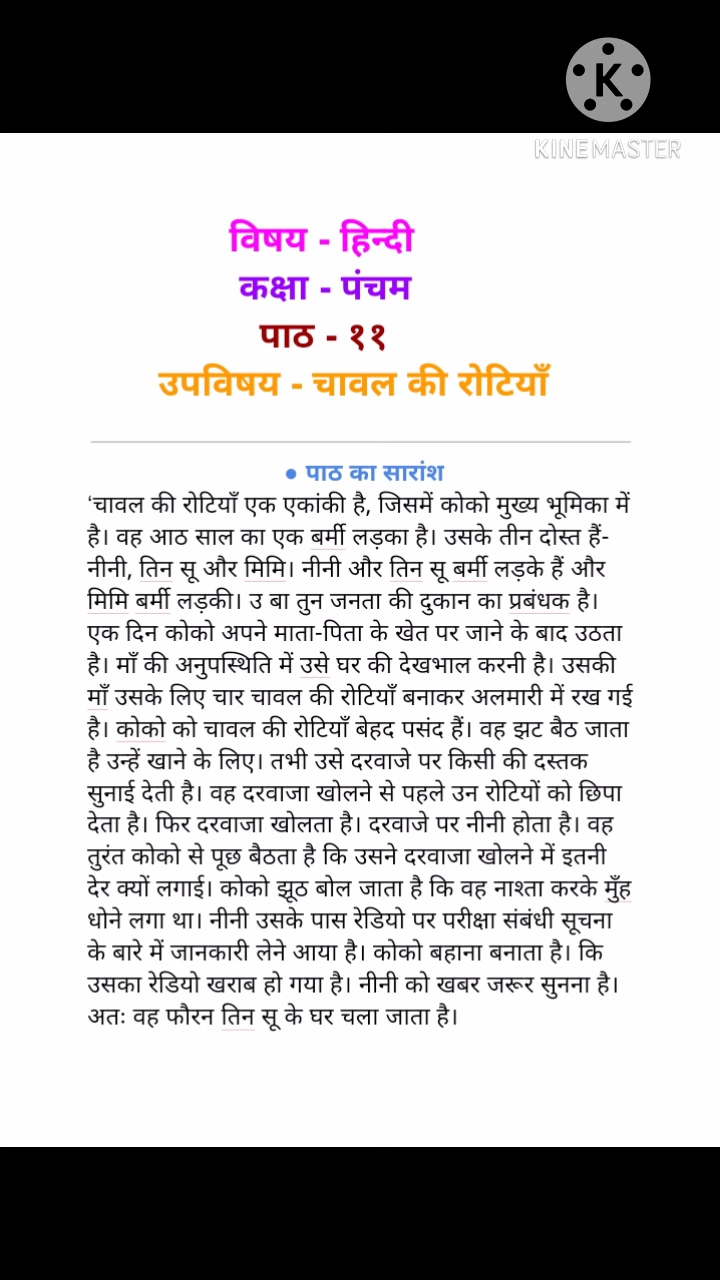 K
KINEMASTER
विषय - हिन्दी
कक्षा - पंचम
पाठ - ११
उपविषय - चावल की रोटियाँ
● पाठ का सारांश
‘चावल की रोटियाँ एक एकांकी है, जिसमें कोको मुख्य भूमिका में
है। वह आठ साल का एक बर्मी लड़का है। उसके तीन दोस्त हैं-
नीनी, तिन सू और मिमि। नीनी और तिन सू बर्मी लड़के हैं और
मिमि बर्मी लड़की। उ बा तुन जनता की दुकान का प्रबंधक है।
एक दिन कोको अपने माता-पिता के खेत पर जाने के बाद उठता
है। माँ की अनुपस्थिति में उसे घर की देखभाल करनी है। उसकी
माँ उसके लिए चार चावल की रोटियाँ बनाकर अलमारी में रख गई
है। कोको को चावल की रोटियाँ बेहद पसंद हैं। वह झट बैठ जाता
है उन्हें खाने के लिए। तभी उसे दरवाजे पर किसी की दस्तक
सुनाई देती है। वह दरवाजा खोलने से पहले उन रोटियों को छिपा
देता है। फिर दरवाजा खोलता है। दरवाजे पर नीनी होता है। वह
तुरंत कोको से पूछ बैठता है कि उसने दरवाजा खोलने में इतनी
देर क्यों लगाई। कोको झूठ बोल जाता है कि वह नाश्ता करके मुँह
धोने लगा था। नीनी उसके पास रेडियो पर परीक्षा संबंधी सूचना
के बारे में जानकारी लेने आया है। कोको बहाना बनाता है। कि
उसका रेडियो खराब हो गया है। नीनी को खबर जरूर सुनना है।
अतः वह फौरन तिन सू के घर चला जाता है।